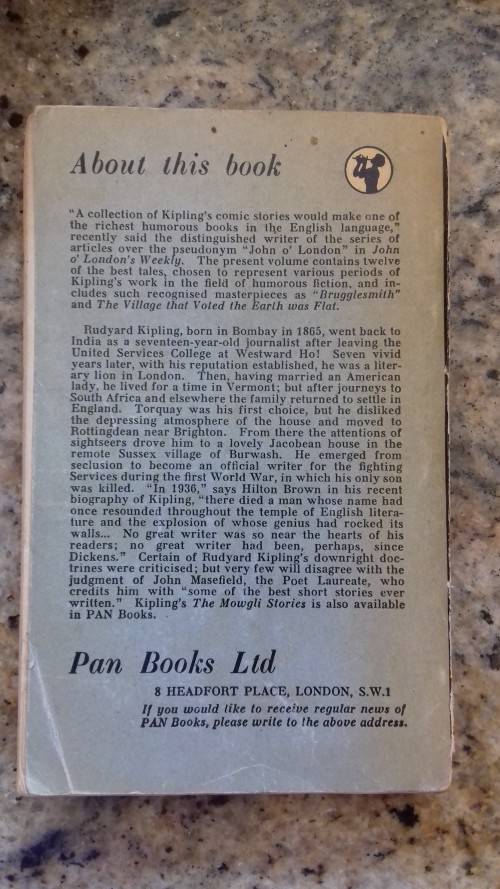 About this book
"A collection of Kipling's comic stories would make one of
the richest humorous books in the English language,"
recently said the distinguished writer of the series of
articles over the pseudonym "John o' London" in John
o' London's Weekly. The present volume contains twelve
of the best tales, chosen to represent various periods of
Kipling's work in the field of humorous fiction, and in-
cludes such recognised masterpieces as "Brugglesmith"
and The Village that Voted the Earth was Flat.
Rudyard Kipling, born in Bombay in 1865, went back to
India as a seventeen-year-old journalist after leaving the
United Services College at Westward Ho! Seven vivid
years later, with his reputation established, he was a liter-
ary lion in London. Then, having married an American
lady, he lived for a time in Vermont; but after journeys to
South Africa and elsewhere the family returned to settle in
England. Torquay was his first choice, but he disliked
the depressing atmosphere of the house and moved to
Rottingdean near Brighton. From there the attentions of
sightseers drove him to a lovely Jacobean house in the
remote Sussex village of Burwash. He emerged from
seclusion to become an official writer for the fighting
Services during the first World War, in which his only son
was killed. "In 1936," says Hilton Brown in his recent
biography of Kipling, "there died a man whose name had
once resounded throughout the temple of English litera-
ture and the explosion of whose genius had rocked its
walls... No great writer was so near the hearts of his
readers; no great writer had been, perhaps, since
Dickens." Certain of Rudyard Kipling's downright doc-
trines were criticised; but very few will disagree with the
judgment of John Masefield, the Poet Laureate, who
credits him with "some of the best short stories ever
written." Kipling's The Mowgli Stories is also available
in PAN Books.
Pan Books Ltd
8 HEADFORT PLACE, LONDON, S.W.1
If you would like to receive regular news of
PAN Books, please write to the above address.